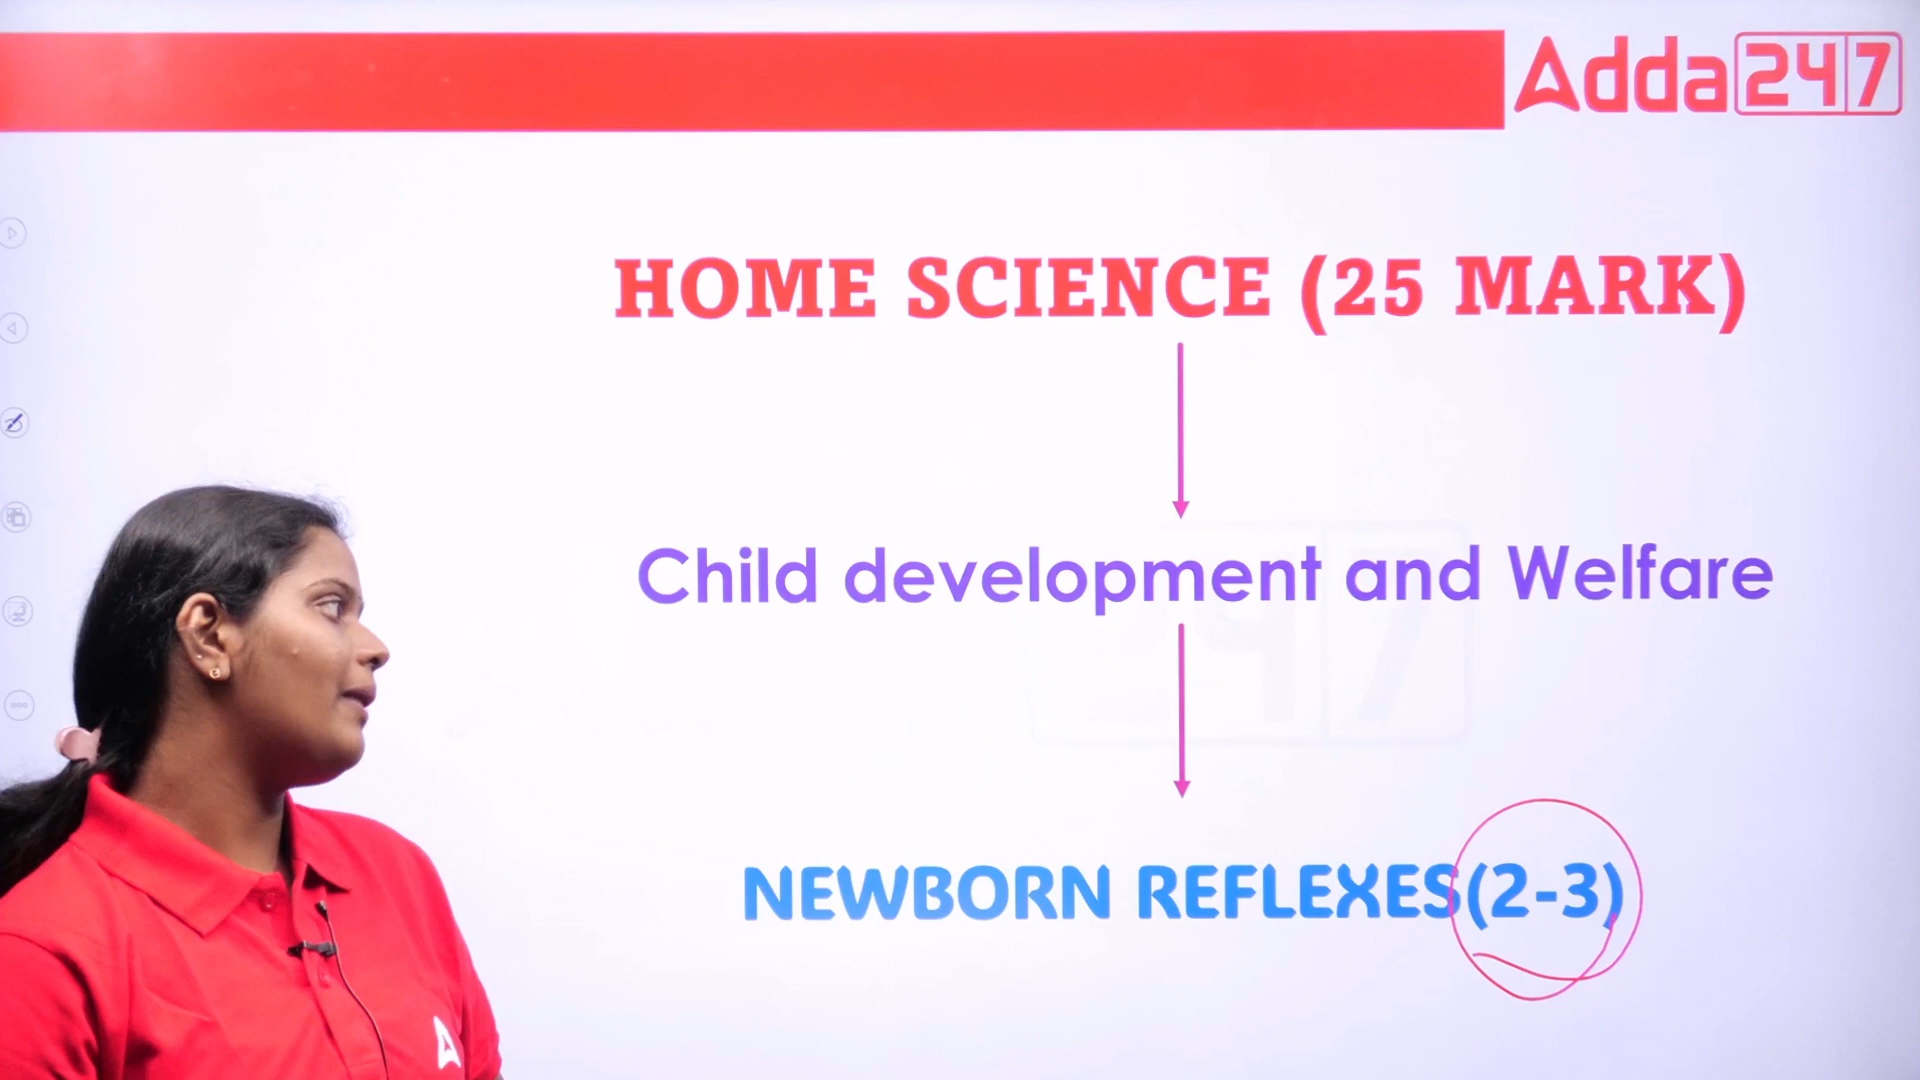 Adda247
HOME SCIENCE (25 MARK)
Child development and Welfare
NEWBORN REFLEXES(2-3)